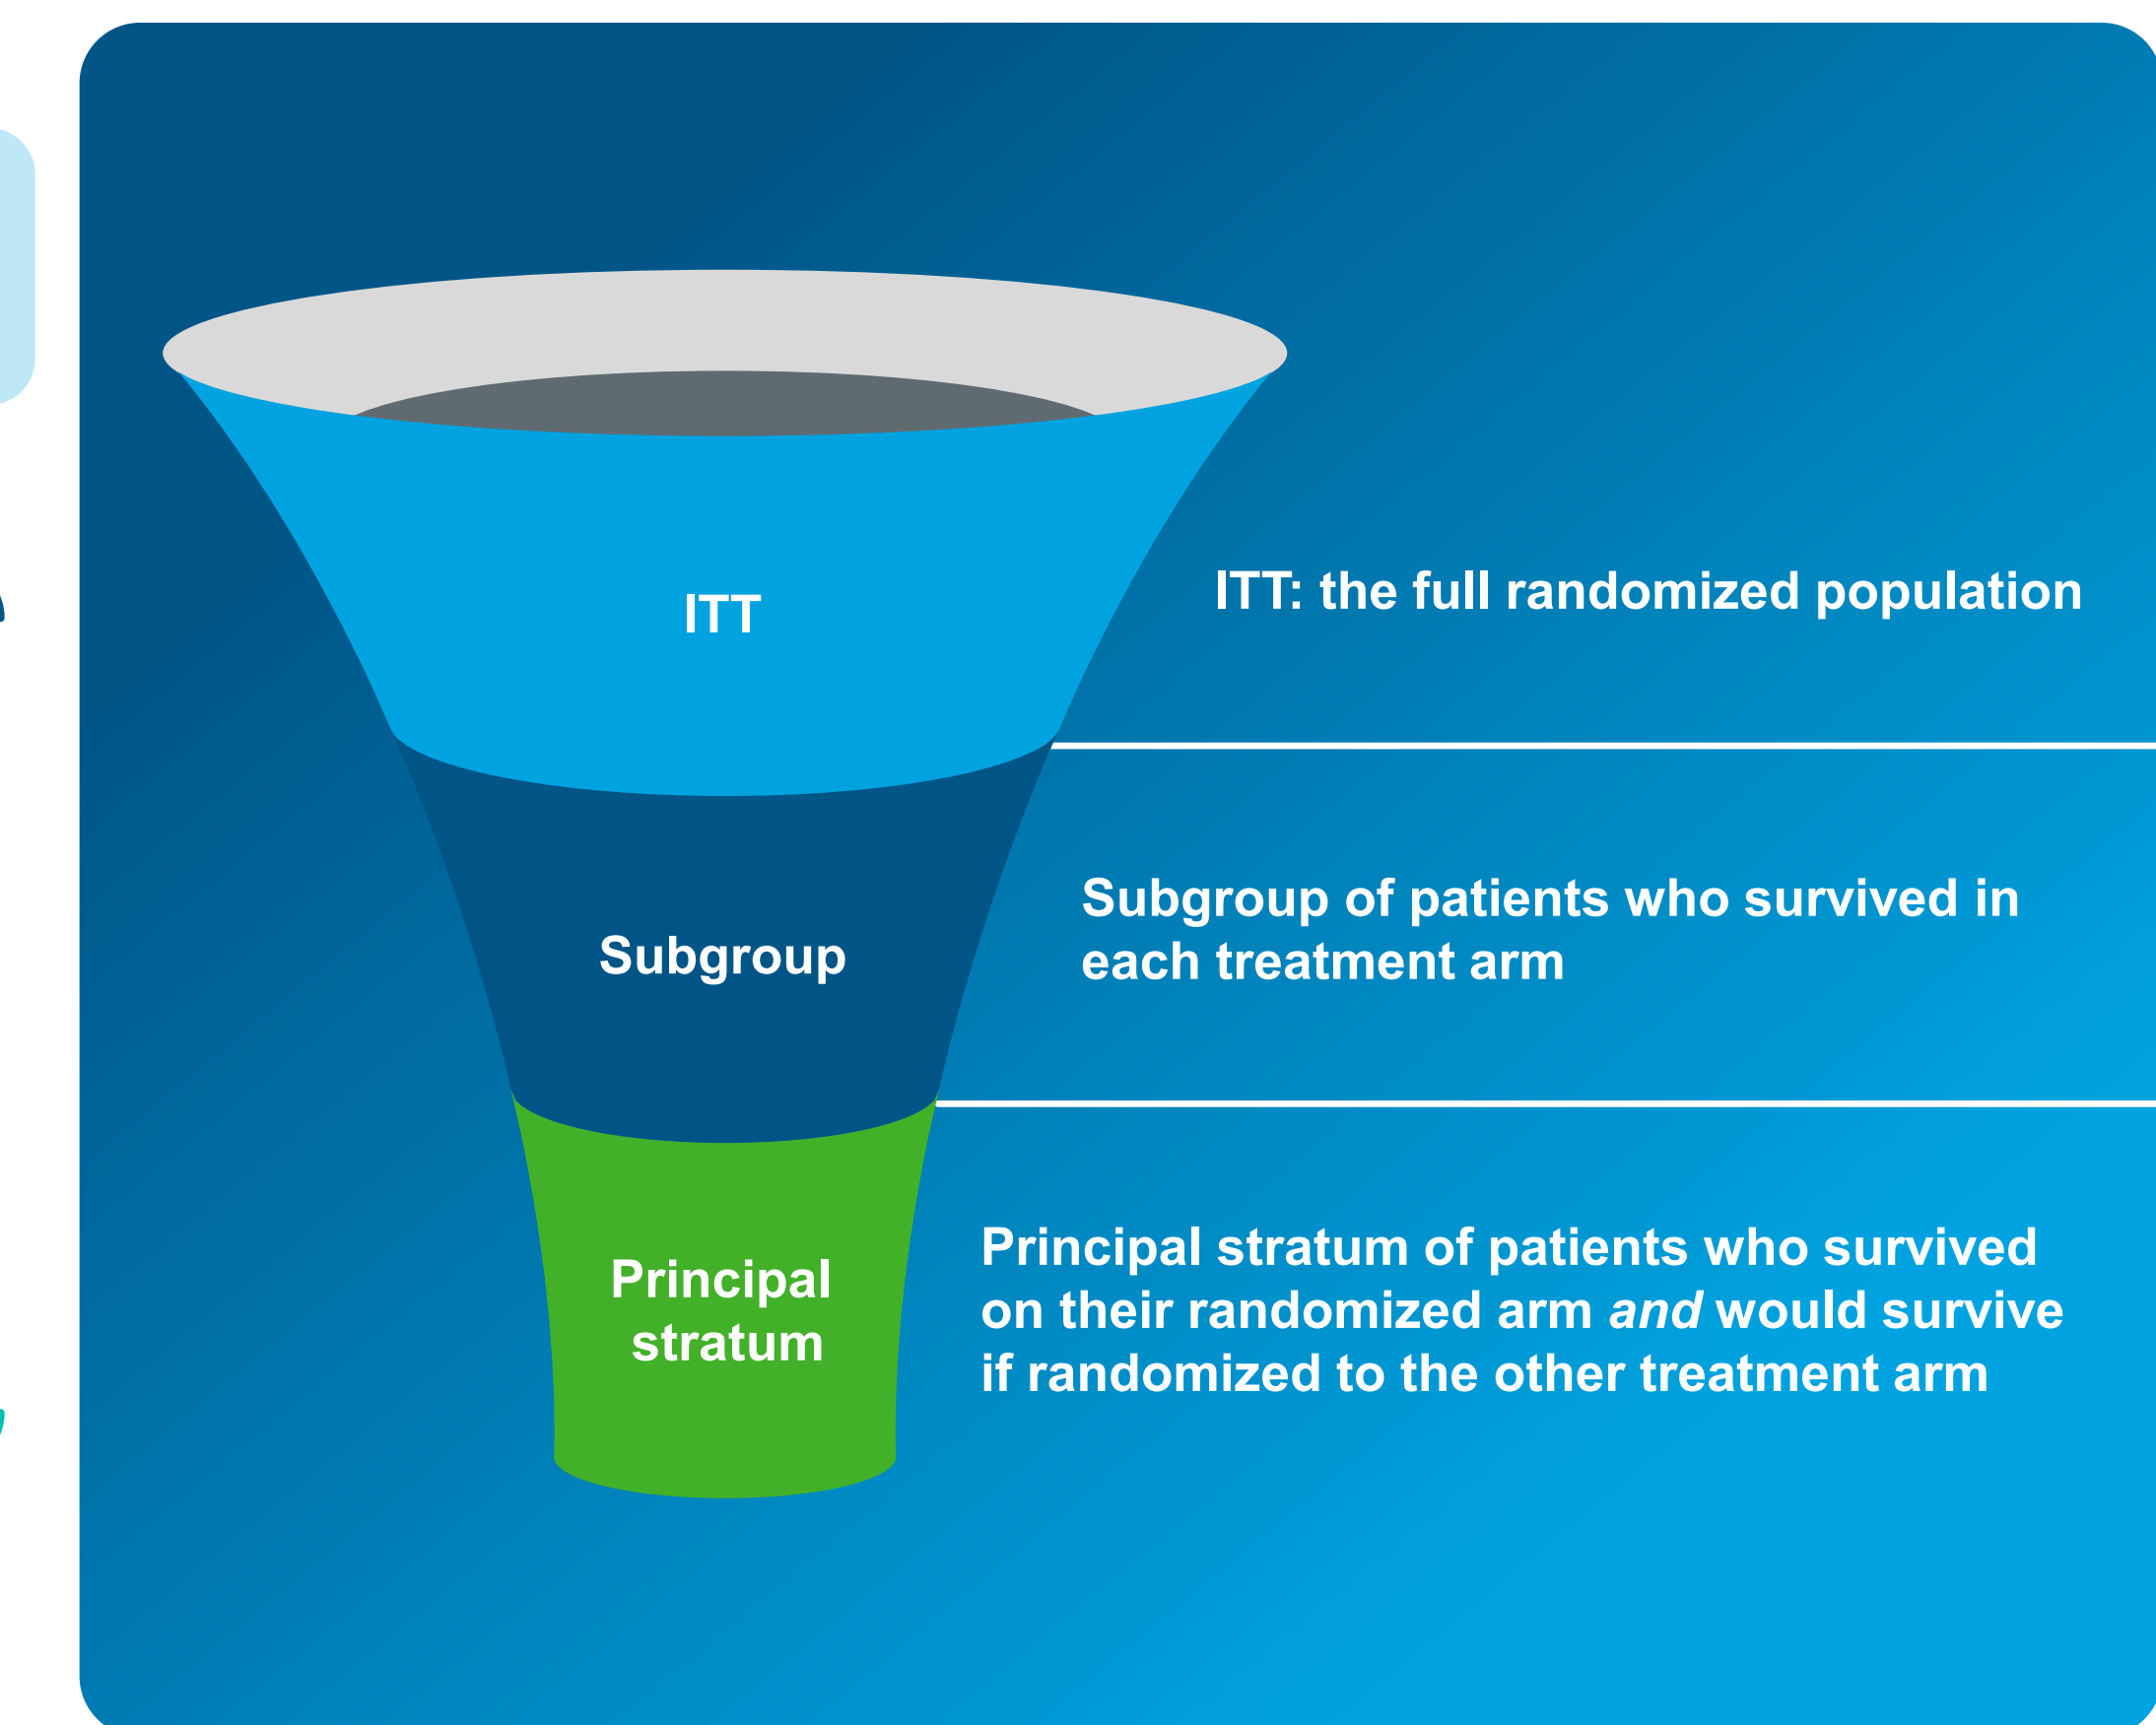 ITT
ITT: the full randomized population
Subgroup
Subgroup of patients who survived in
each treatment arm
Principal
stratum
Principal stratum of patients who survived
on their randomized arm and would survive
if randomized to the other treatment arm